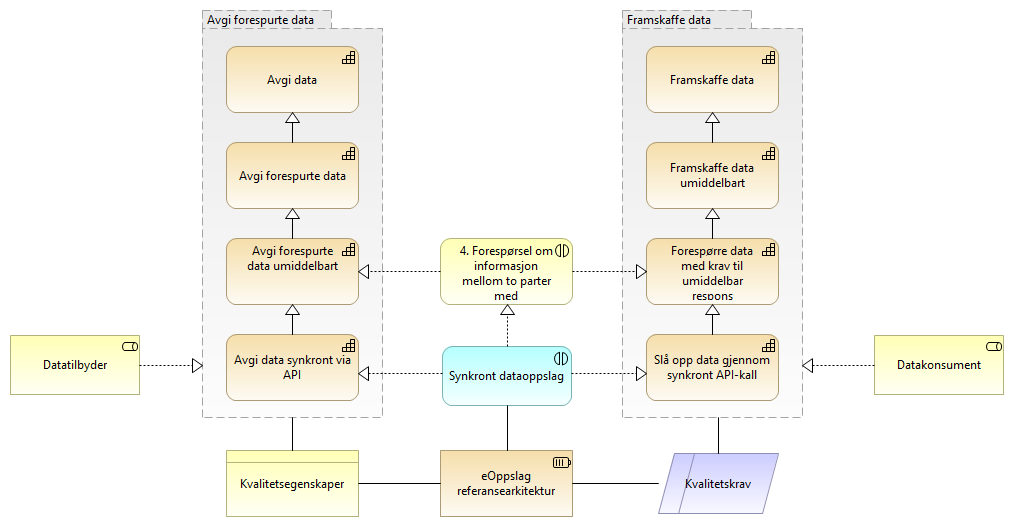 Avgi forespurte data
Framskaffe data
Avgi data
Framskaffe data
Avgi forespurte data
Framskaffe data
umiddelbart
Avgi forespurte
data umiddelbart
4. Forespørsel om
informasjon
mellom to parter
med
Forespørre data
med krav til
umiddelbar
respons
Datatilbyder
Avgi data synkront via
API
Synkront dataoppslag
Slå opp data gjennom
synkront API-kall
Datakonsument
Kvalitetsegenskaper
eOppslag
referansearkitektur
Kvalitetskrav